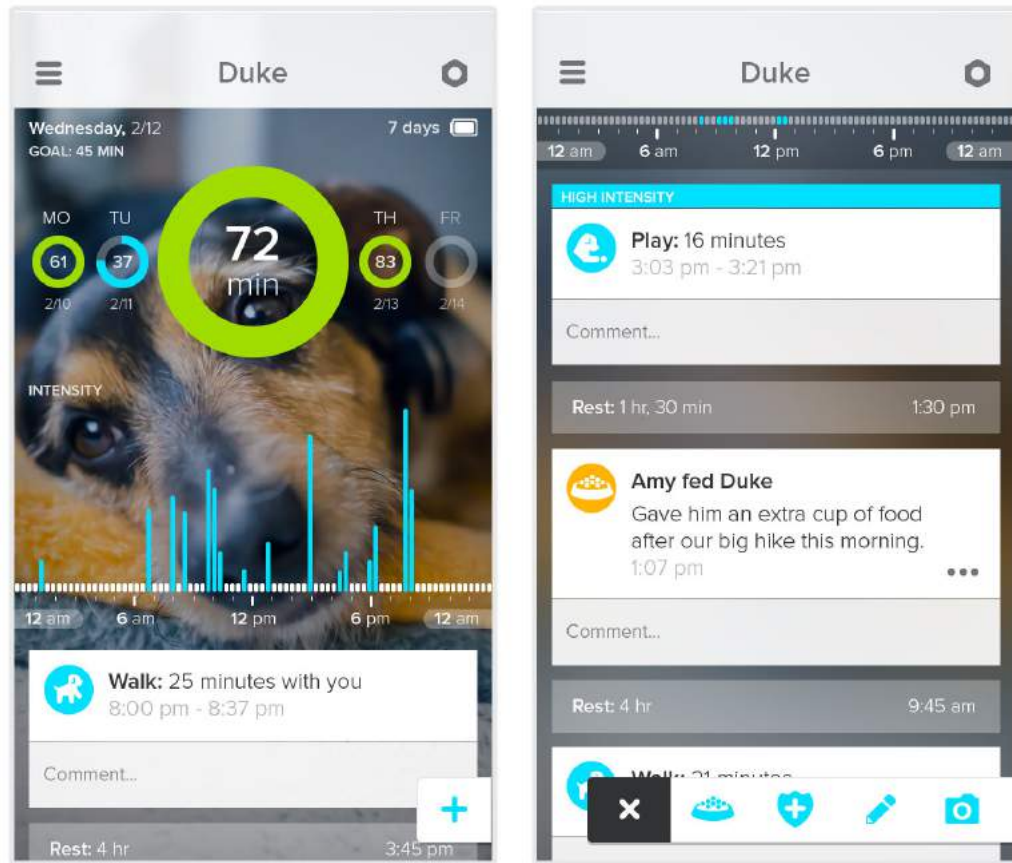 Duke
Wednesday, 2/12
7 days
GOAL: 45 MIN
MO
TU
TH
FR
61
37
72
min
83
2/10
2/11
2/13
2/14
INTENSITY
12 am
6 am
12 pm
6 pm
12 am
Walk: 25 minutes with you
8:00 pm - 8:37 pm
Comment...
Rest: 4 hr
3:45 pm
Duke
12 am
6 am
12 pm
6 pm
12 am
HIGH INTENSITY
Play: 16 minutes
3:03 pm - 3:21 pm
Comment...
Rest: 1 hr, 30 min
1:30 pm
Amy fed Duke
Gave him an extra cup of food
after our big hike this morning.
1:07 pm
Comment...
Rest: 4 hr
9:45 am
Walk: 21 minutes